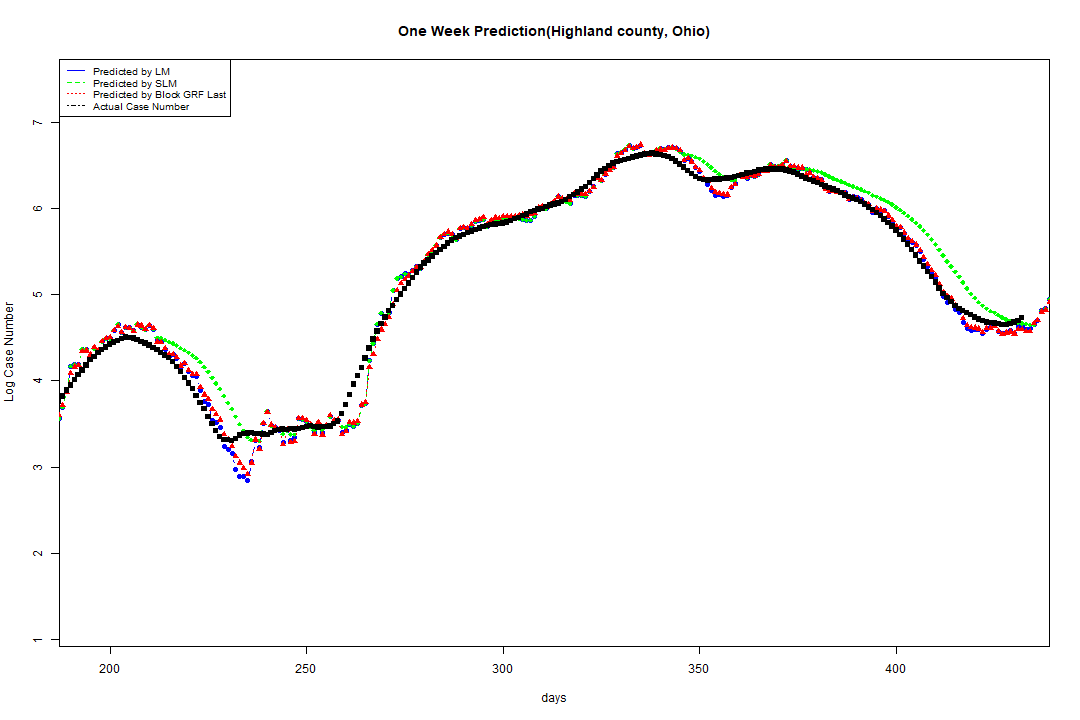 One Week Prediction(Highland county, Ohio)
Predicted by LM
Predicted by SLM
Predicted by Block GRF Last
Actual Case Number
Log Case Number
7
6
5
4
3
2
1
200 250 300 350 400
days